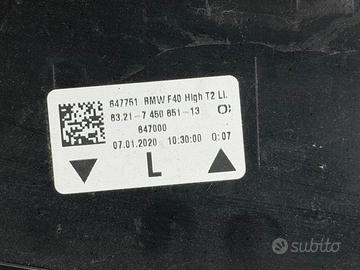 647751 BMW F40 High T2 LI.
63.21- 7 450 851 -13
647000
07.01.2020 10:30:00 0:07
L
subito